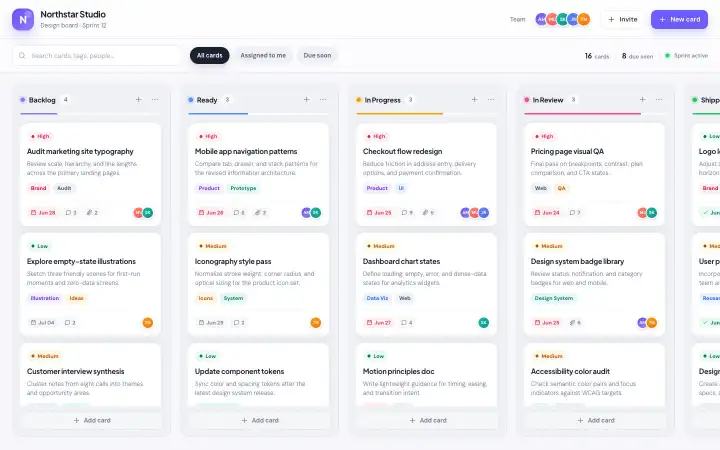 N
Northstar Studio
Design board · Sprint 12
Team
Invite
New card
Search cards, tags, people...
All cards
Assigned to me
Due soon
16 cards
8 due soon
Sprint active
Backlog 4
High
Audit marketing site typography
Review scale, hierarchy, and line lengths
across the primary landing pages.
Brand Audit
Jun 28 3 2
Low
Explore empty-state illustrations
Sketch three friendly scenes for first-run
moments and zero-data screens.
Illustration Ideas
Jul 04 2
Medium
Customer interview synthesis
Cluster notes from eight calls into themes
and opportunity areas.
Add card
Ready 3
High
Mobile app navigation patterns
Compare tab, drawer, and stack patterns for
the revised information architecture.
Product Prototype
Jun 26
Medium
Iconography style pass
Normalize stroke weight, corner radius, and
optical sizing for the product icon set.
Icons System
Jun 29
Low
Update component tokens
Sync color and spacing tokens after the
latest design system release.
Add card
In Progress 3
High
Checkout flow redesign
Reduce friction in address entry, delivery
options, and payment confirmation.
Product UI
Jun 25
Medium
Dashboard chart states
Define loading, empty, error, and dense-data
states for analytics widgets.
Data Viz Web
Jun 27 4
Low
Motion principles doc
Write lightweight guidance for timing, easing,
and transition intent.
Add card
In Review 3
High
Pricing page visual QA
Final pass on breakpoints, contrast, plan
comparison, and CTA states.
Web QA
Jun 24 7
Medium
Design system badge library
Review status, notification, and category
badges for web and mobile.
Design System
Jun 25
Medium
Accessibility color audit
Check semantic color pairs and focus
indicators against WCAG targets.
Add card
Shipp
Low
Brand